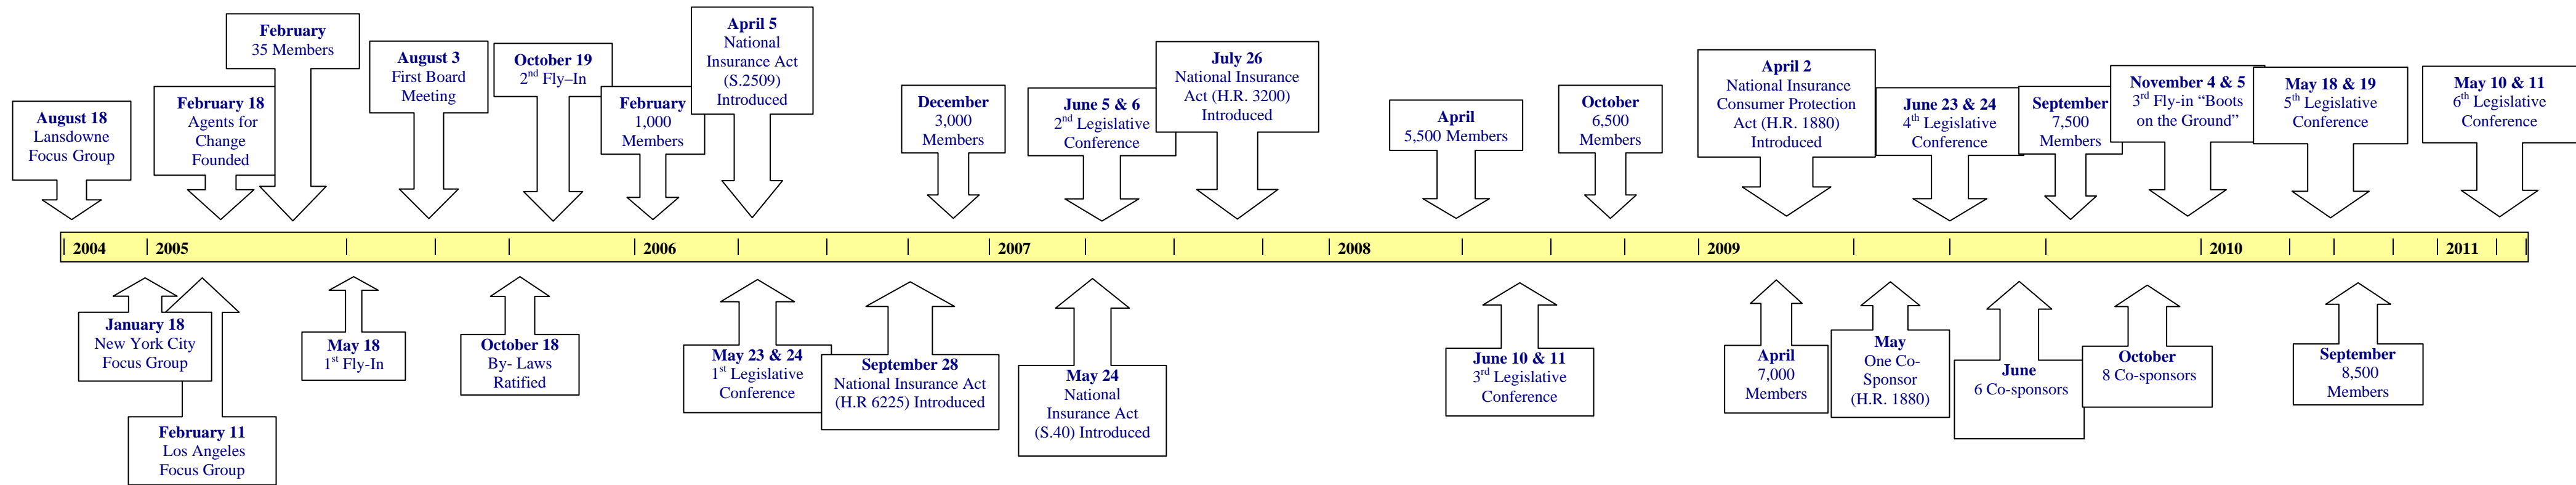 February
35 Members
April 5
National
Insurance Act
(S.2509)
Introduced
August 3
First Board
Meeting
October 19
2nd Fly–In
July 26
National Insurance
Act (H.R. 3200)
Introduced
April 2
National Insurance
Consumer Protection
Act (H.R. 1880)
Introduced
November 4 & 5
3rd Fly-in “Boots
on the Ground”
May 18 & 19
5th Legislative
Conference
May 10 & 11
6th Legislative
Conference
August 18
Lansdowne
Focus Group
February 18
Agents for
Change
Founded
February
1,000
Members
December
3,000
Members
June 5 & 6
2nd Legislative
Conference
April
5,500 Members
October
6,500
Members
June 23 & 24
4th Legislative
Conference
September
7,500
Members
2004
2005
2006
2007
2008
2009
2010
2011
January 18
New York City
Focus Group
February 11
Los Angeles
Focus Group
May 18
1st Fly-In
October 18
By- Laws
Ratified
May 23 & 24
1st Legislative
Conference
September 28
National Insurance Act
(H.R 6225) Introduced
May 24
National
Insurance Act
(S.40) Introduced
June 10 & 11
3rd Legislative
Conference
April
7,000
Members
May
One Co-
Sponsor
(H.R. 1880)
June
6 Co-sponsors
October
8 Co-sponsors
September
8,500
Members